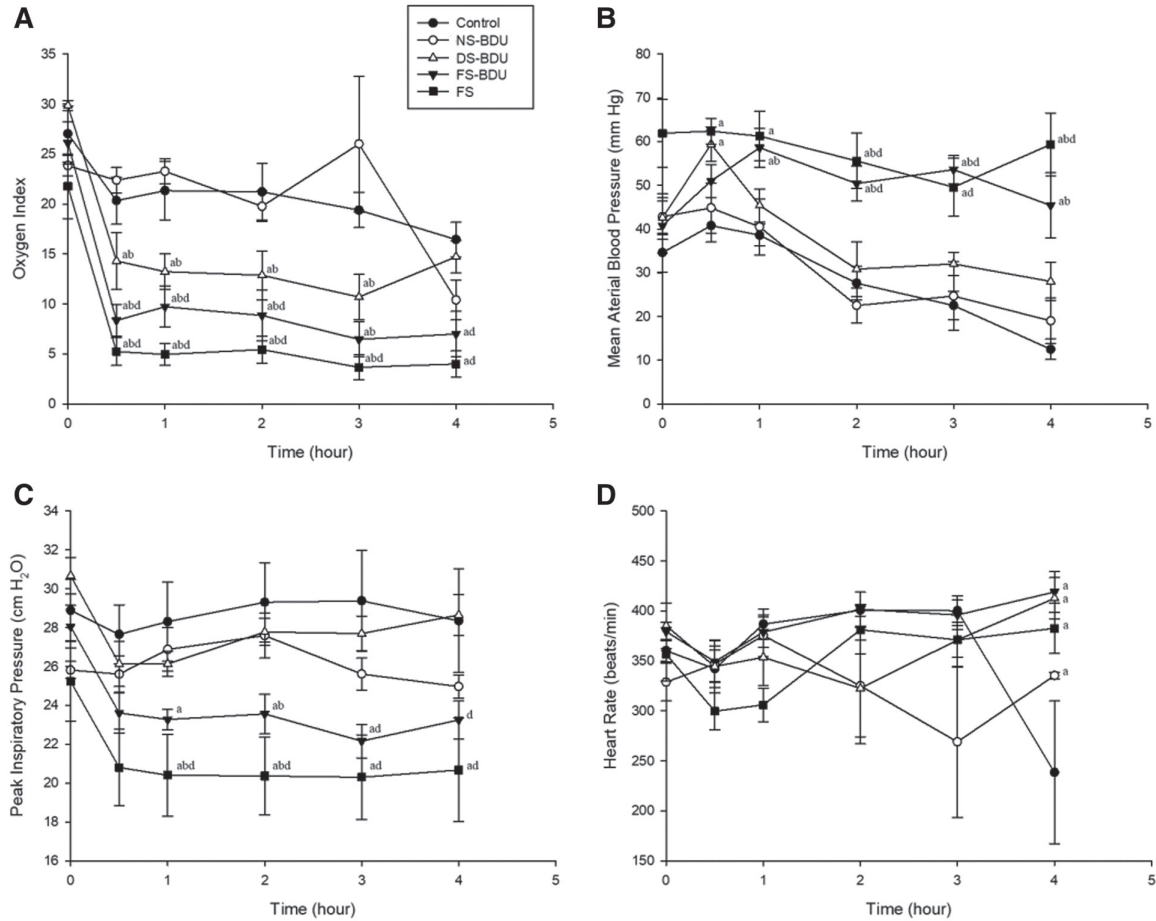 A
Control
NS-BDU
DS-BDU
FS-BDU
FS
35
30
25
20
15
10
5
0
Oxygen Index
ab
ab
ab
ab
abd
abd
abd
ab
ad
abd
abd
abd
abd
ad
0 1 2 3 4 5
Time (hour)
B
80
70
60
50
40
30
20
10
0
Mean Aterial Blood Pressure (mm Hg)
a
a
a
ab
abd
abd
abd
ad
abd
ab
0 1 2 3 4 5
Time (hour)
C
34
32
30
28
26
24
22
20
18
16
Peak Inspiratory Pressure (cm H2O)
a
ab
ad
d
abd
abd
ad
ad
0 1 2 3 4 5
Time (hour)
D
500
450
400
350
300
250
200
150
Heart Rate (beats/min)
a
a
a
a
0 1 2 3 4 5
Time (hour)